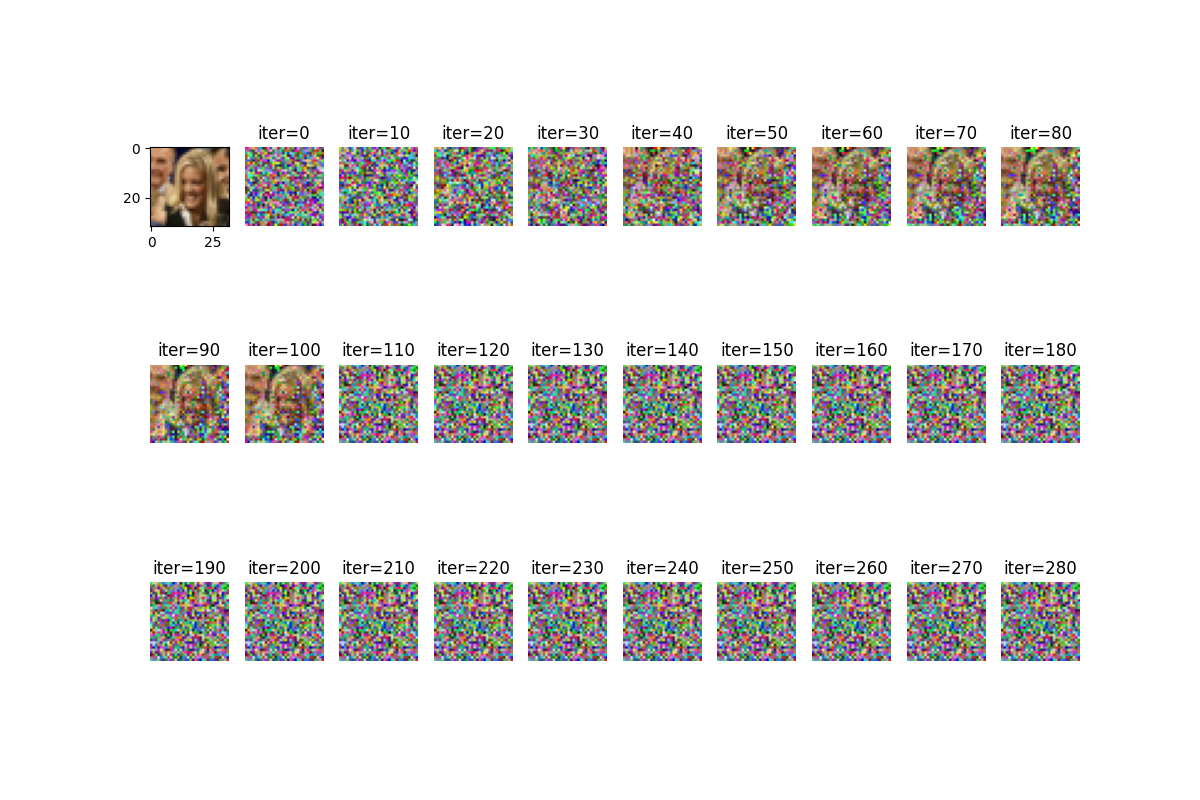 iter=0 iter=10 iter=20 iter=30 iter=40 iter=50 iter=60 iter=70 iter=80
0
20
0 25
iter=90 iter=100 iter=110 iter=120 iter=130 iter=140 iter=150 iter=160 iter=170 iter=180
iter=190 iter=200 iter=210 iter=220 iter=230 iter=240 iter=250 iter=260 iter=270 iter=280